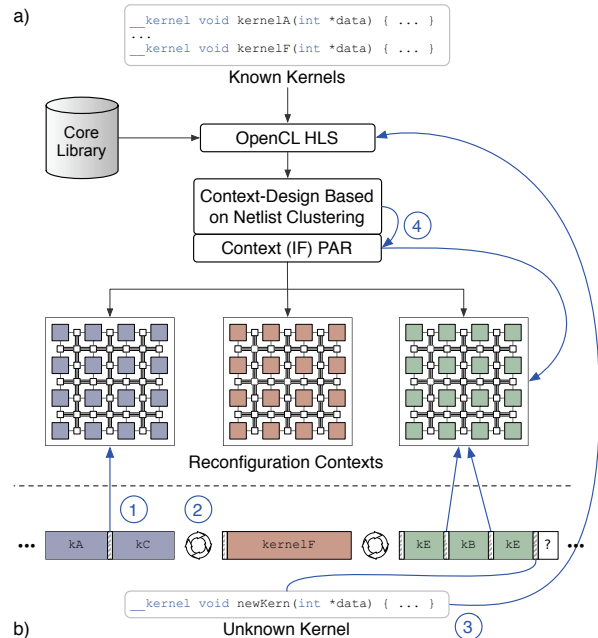 a)
__kernel void kernelA(int *data) { ... }
...
__kernel void kernelF(int *data) { ... }
Known Kernels
Core
Library
OpenCL HLS
Context-Design Based
on Netlist Clustering
4
Context (IF) PAR
Reconfiguration Contexts
1
2
... kA kC kernelF kE kB kE ? ...
__kernel void newKern(int *data) { ... }
3
b)
Unknown Kernel